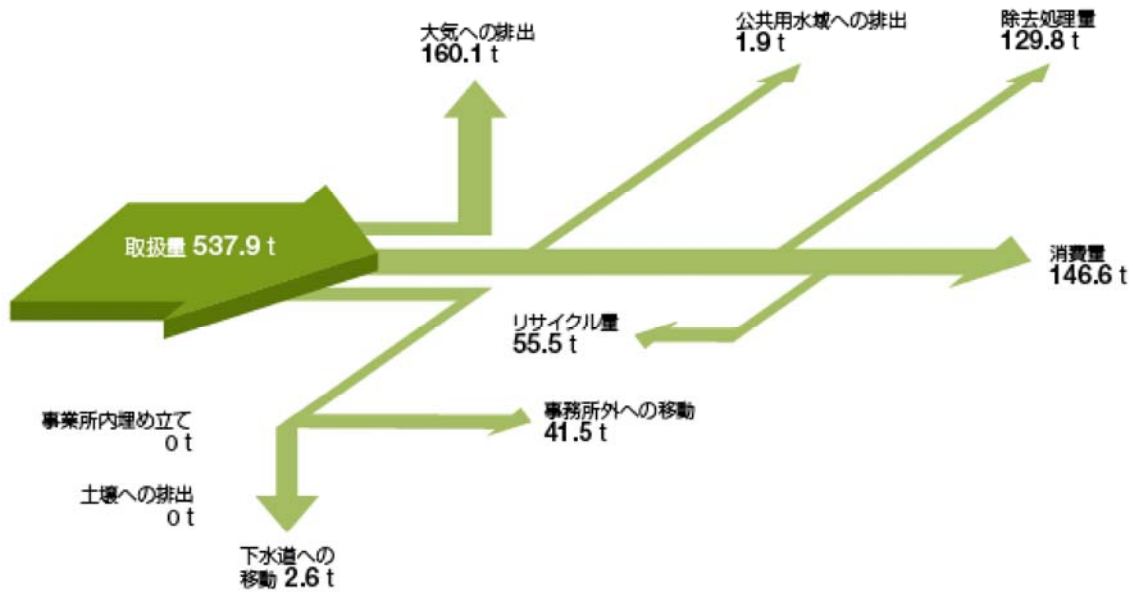 大気への排出
160.1 t
公共用水域への排出
1.9 t
除去処理量
129.8 t
取扱量 537.9 t
消費量
146.6 t
リサイクル量
55.5 t
事業所内埋め立て
0 t
事務所外への移動
41.5 t
土壌への排出
0 t
下水道への
移動 2.6 t